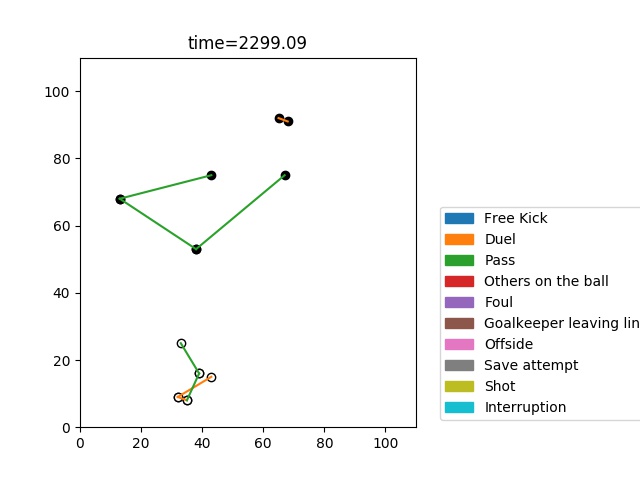 time=2299.09
100
80
60
40
20
0
0 20 40 60 80 100
Free Kick
Duel
Pass
Others on the ball
Foul
Goalkeeper leaving lin
Offside
Save attempt
Shot
Interruption